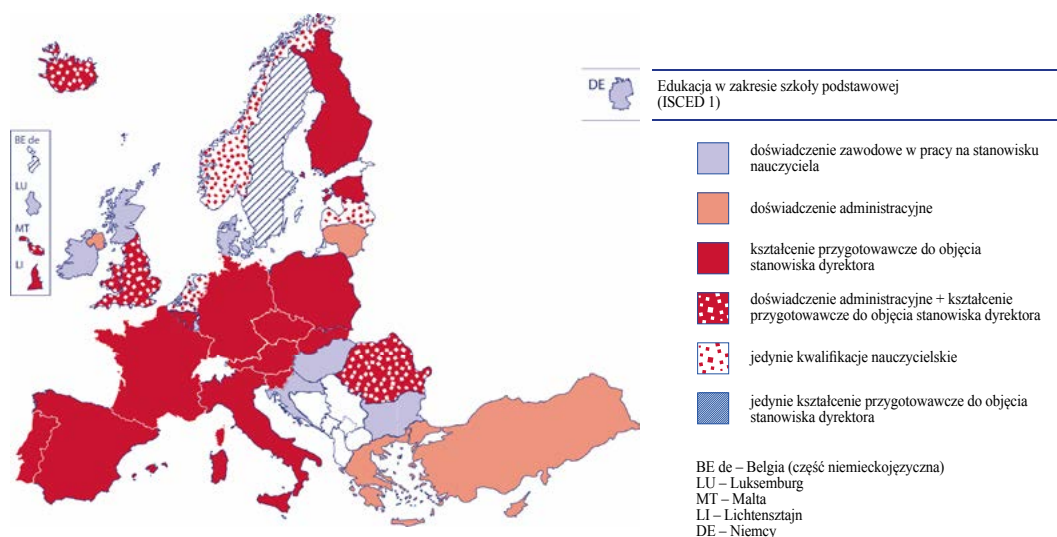 BE de
LU
MT
LI
DE
Edukacja w zakresie szkoły podstawowej
(ISCED 1)
doświadczenie zawodowe w pracy na stanowisku
nauczyciela
doświadczenie administracyjne
kształcenie przygotowawcze do objęcia
stanowiska dyrektora
doświadczenie administracyjne + kształcenie
przygotowawcze do objęcia stanowiska dyrektora
jedynie kwalifikacje nauczycielskie
jedynie kształcenie przygotowawcze do objęcia
stanowiska dyrektora
BE de – Belgia (część niemieckojęzyczna)
LU – Luksemburg
MT – Malta
LI – Lichtensztajn
DE – Niemcy